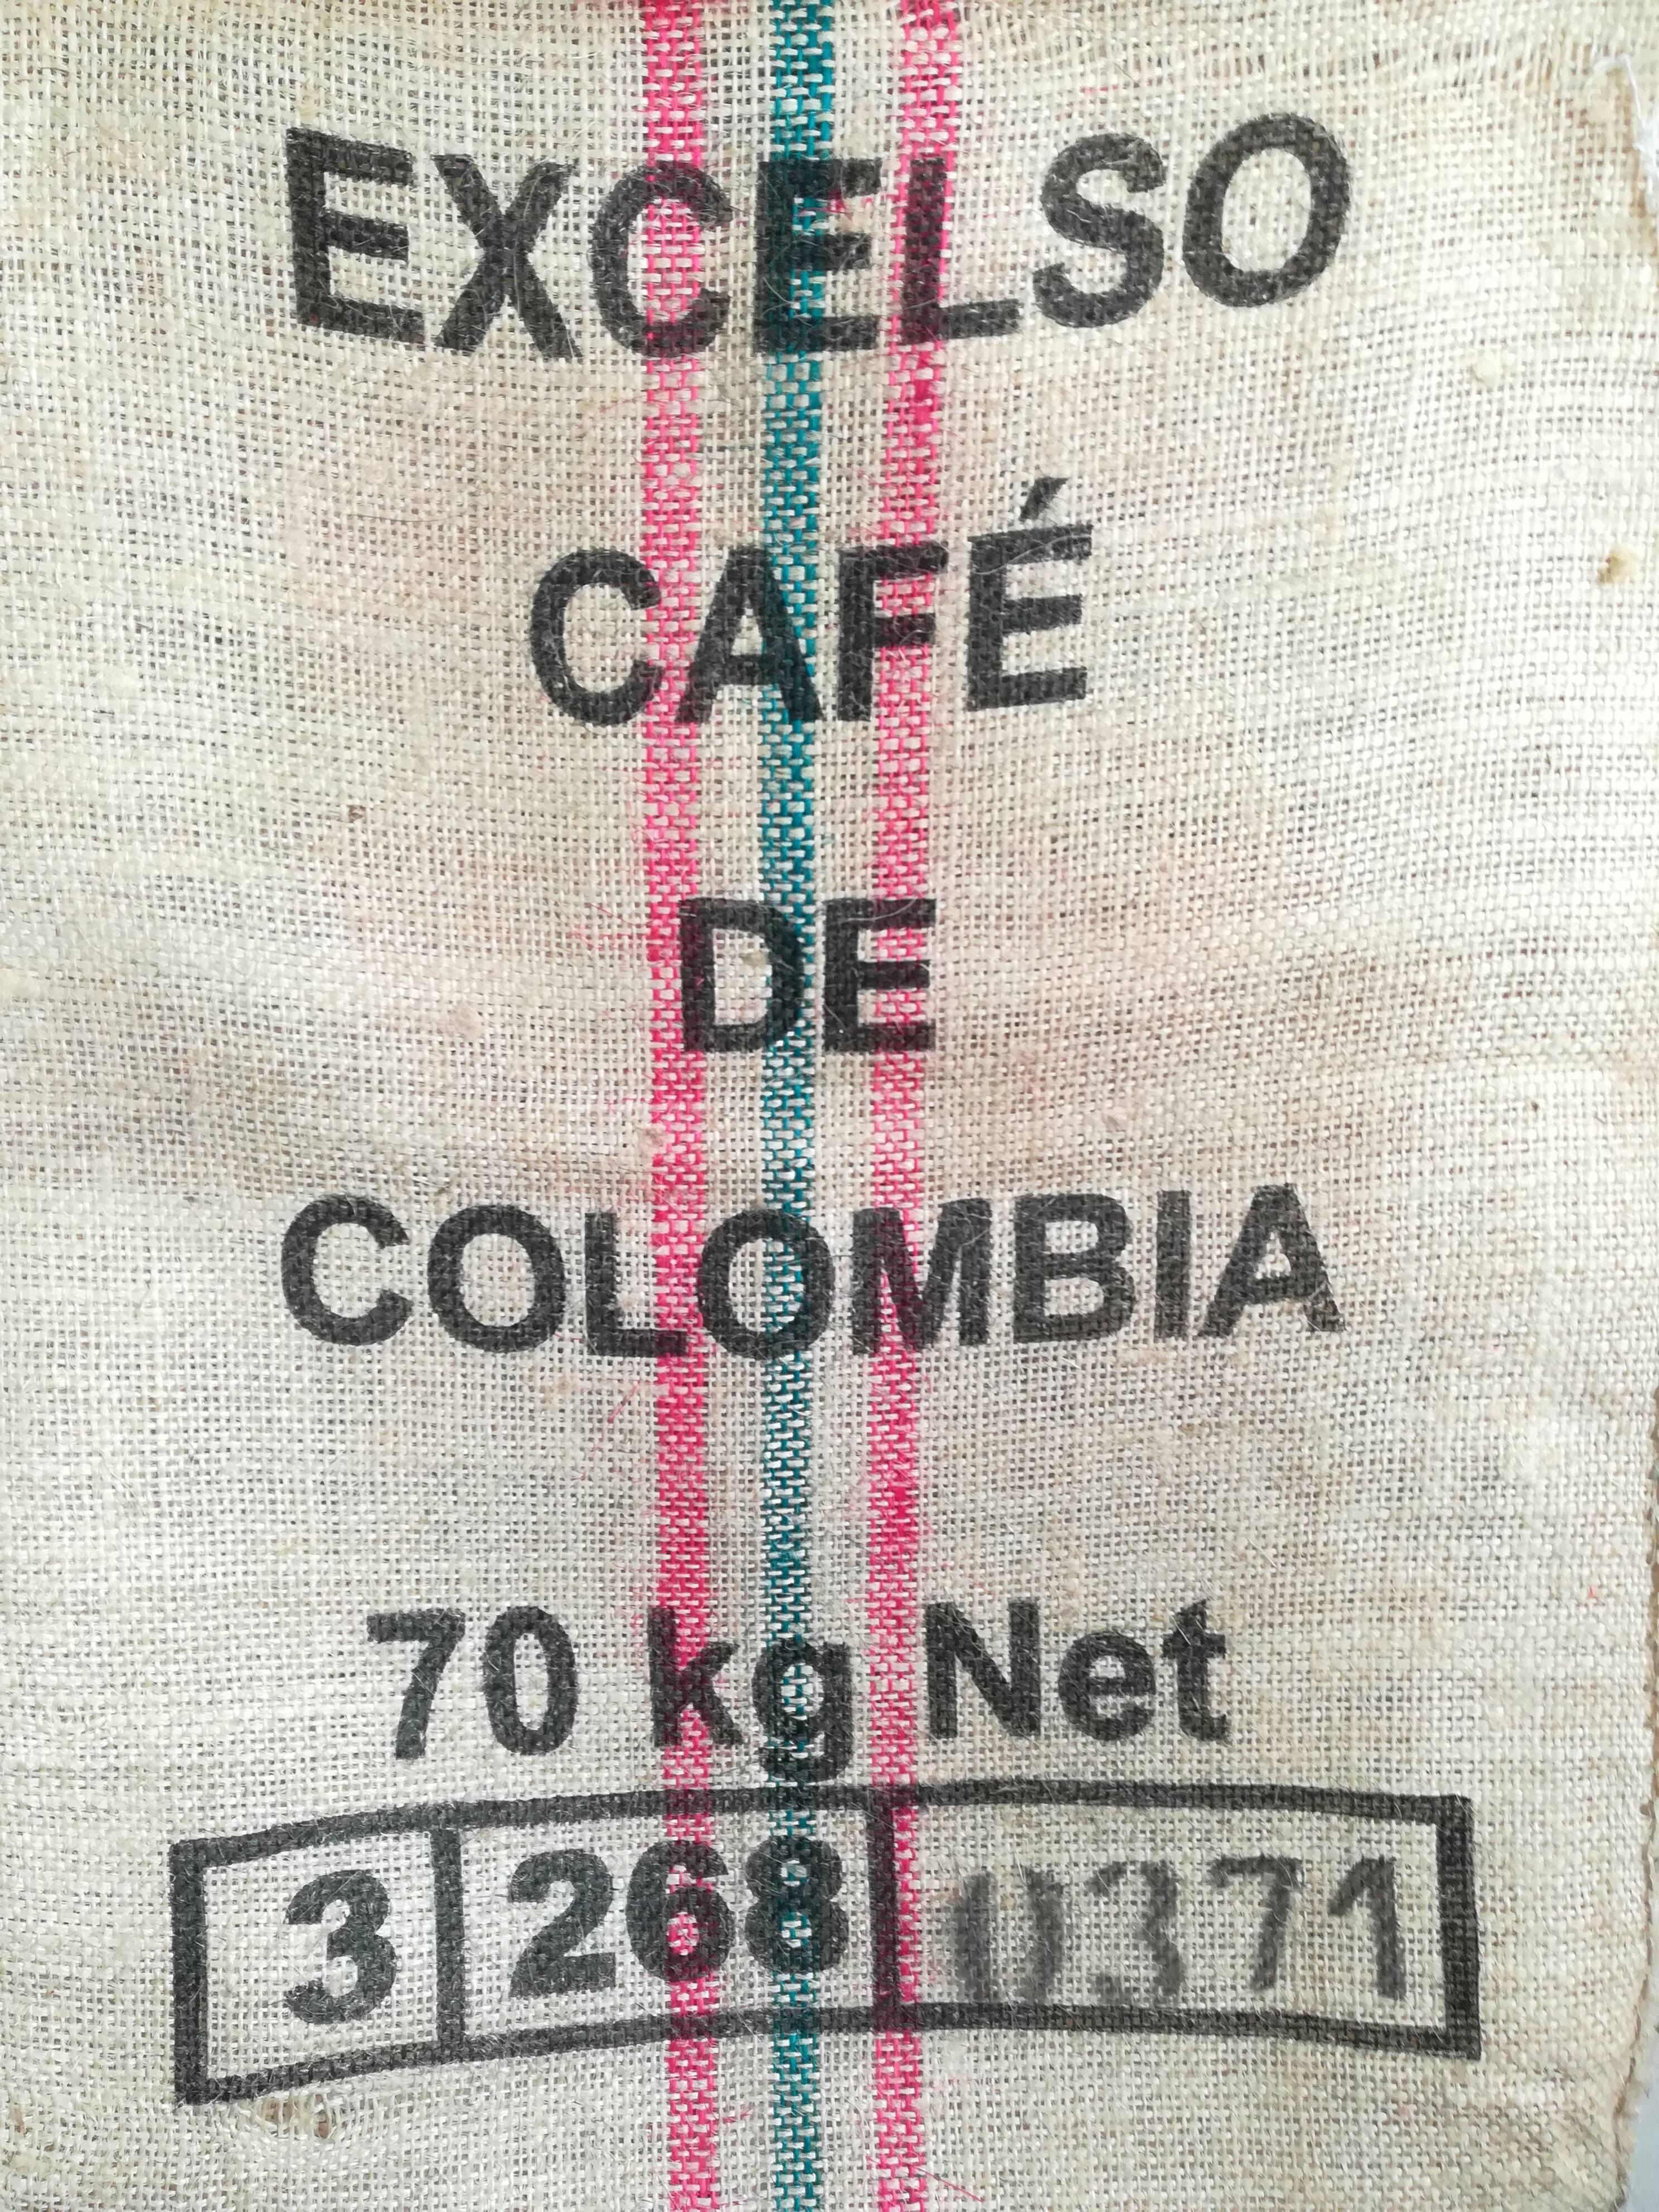 EXCELSO
CAFÉ
DE
COLOMBIA
70 kg Net
3 268 0371